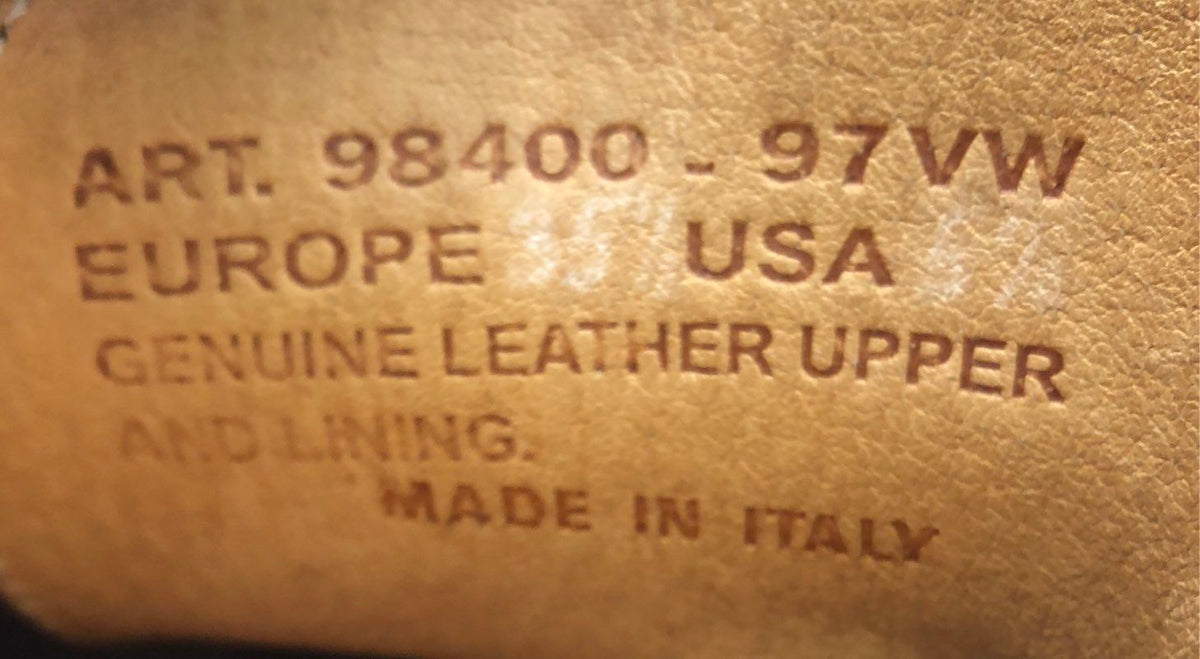 ART. 98400 - 97VW
EUROPE USA
GENUINE LEATHER UPPER
AND LINING.
MADE IN ITALY